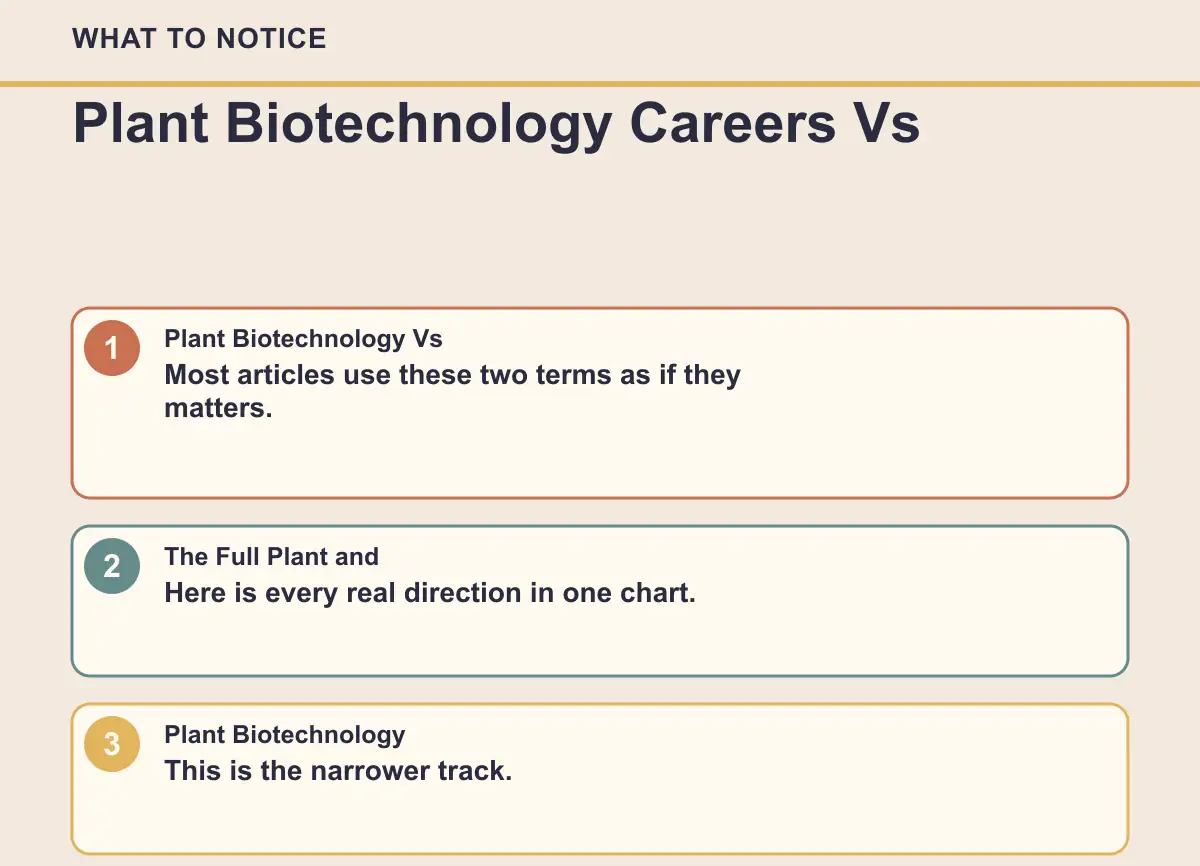 WHAT TO NOTICE
Plant Biotechnology Careers Vs
1
Plant Biotechnology Vs
Most articles use these two terms as if they
matters.
2
The Full Plant and
Here is every real direction in one chart.
3
Plant Biotechnology
This is the narrower track.